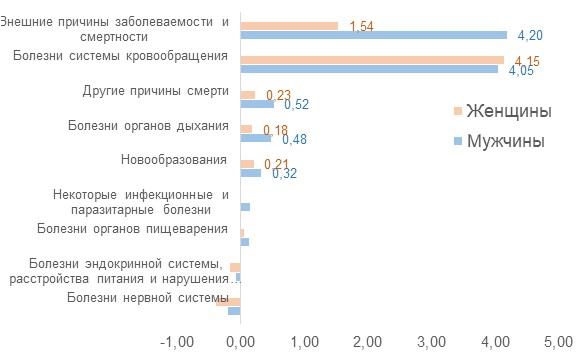 Внешние причины заболеваемости и
смертности
1,54
4,20
Болезни системы кровообращения
4,15
4,05
Другие причины смерти
0,23
0,52
Болезни органов дыхания
0,18
0,48
Новообразования
0,21
0,32
Некоторые инфекционные и
паразитарные болезни
Болезни органов пищеварения
Болезни эндокринной системы,
расстройства питания и нарушения...
Болезни нервной системы
Женщины
Мужчины
-1,00 0,00 1,00 2,00 3,00 4,00 5,00